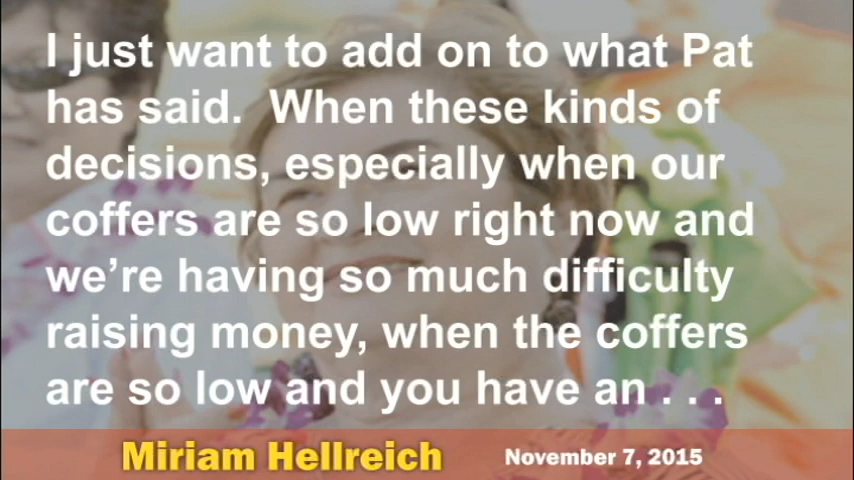 I just want to add on to what Pat
has said.  When these kinds of
decisions, especially when our
coffers are so low right now and
we’re having so much difficulty
raising money, when the coffers
are so low and you have an . . .
Miriam Hellreich
November 7, 2015